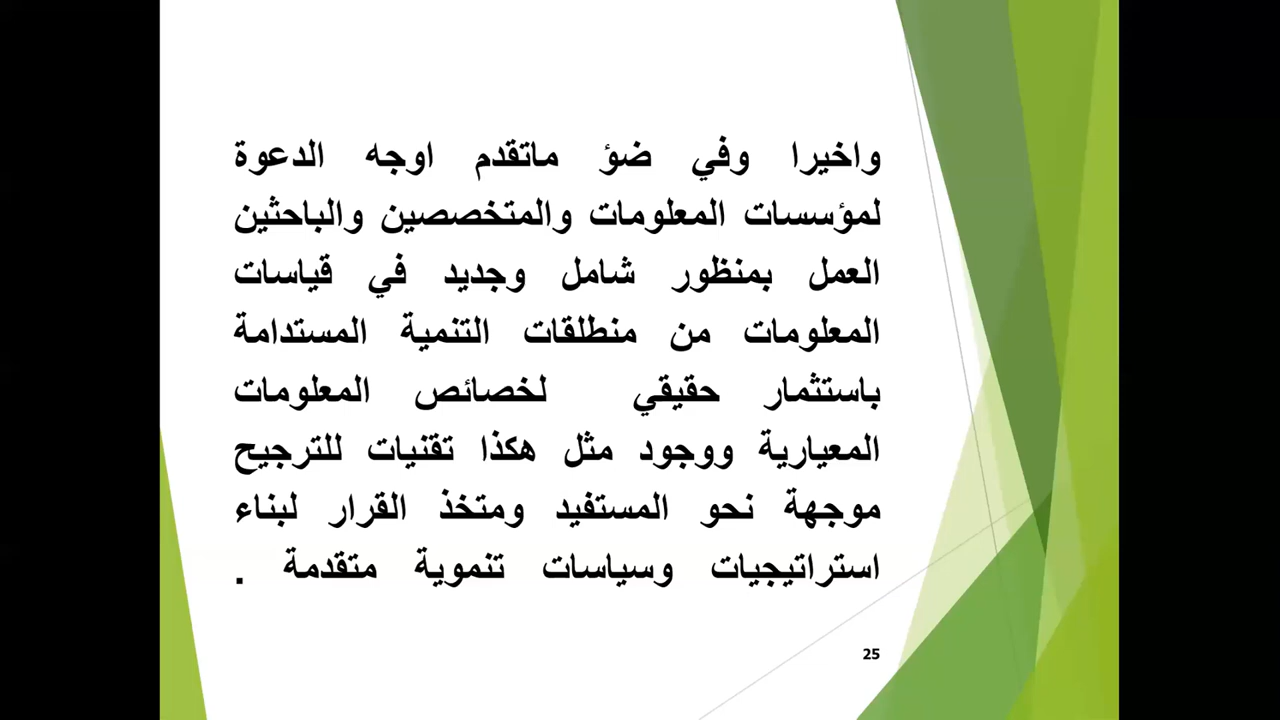 واخيرا وفي ضؤ ماتقدم اوجه الدعوة
لمؤسسات المعلومات والمتخصصين والباحثين
العمل بمنظور شامل وجديد في قياسات
المعلومات من منطلقات التنمية المستدامة
باستثمار حقيقي لخصائص المعلومات
المعيارية ووجود مثل هكذا تقنيات للترجيح
موجهة نحو المستفيد ومتخذ القرار لبناء
استراتيجيات وسياسات تنموية متقدمة .
25